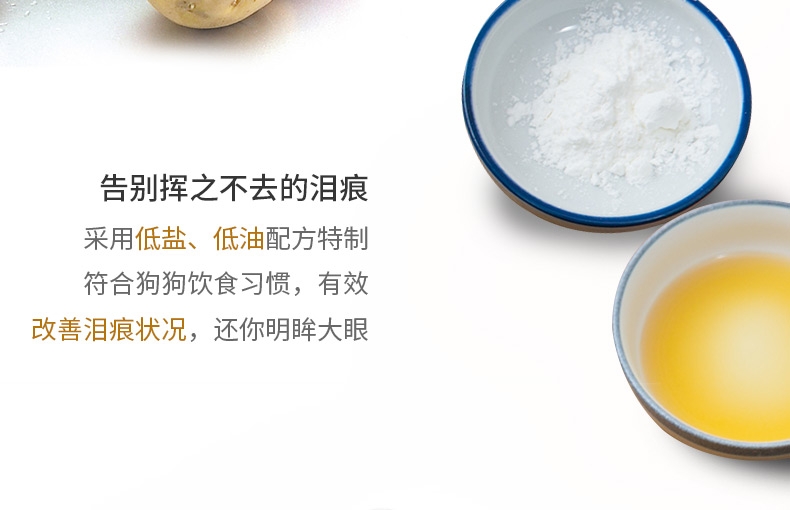 告别挥之不去的泪痕
采用低盐、低油配方特制
符合狗狗饮食习惯，有效
改善泪痕状况，还你明眸大眼